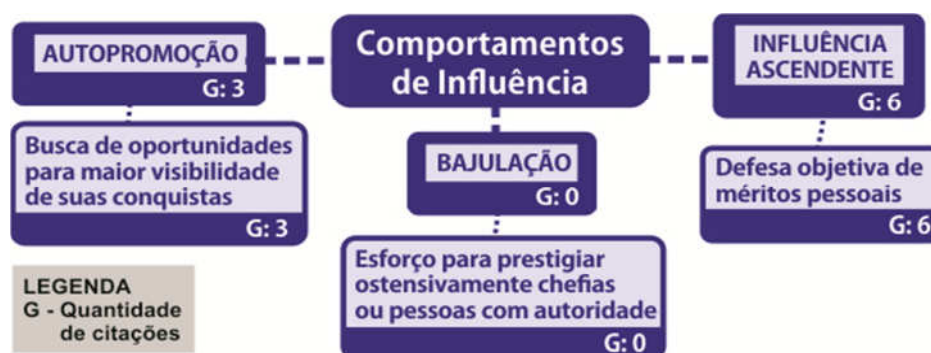 Comportamentos
de Influência
AUTOPROMOÇÃO
G: 3
Busca de oportunidades
para maior visibilidade
de suas conquistas
G: 3
BAJULAÇÃO
G: 0
Esforço para prestigiar
ostensivamente chefias
ou pessoas com autoridade
G: 0
INFLUÊNCIA
ASCENDENTE
G: 6
Defesa objetiva de
méritos pessoais
G: 6
LEGENDA
G - Quantidade
de citações